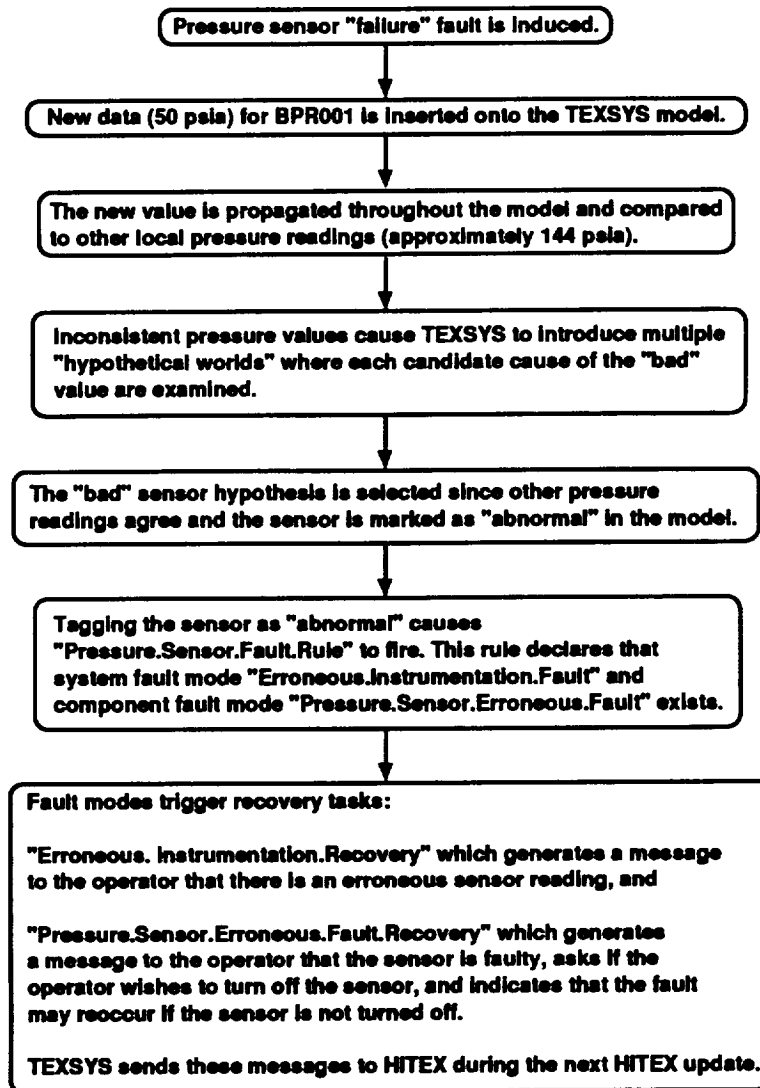 Pressure sensor "failure" fault is induced.
New data (50 psia) for BPR001 is inserted onto the TEXSYS model.
The new value is propagated throughout the model and compared
to other local pressure readings (approximately 144 psia).
Inconsistent pressure values cause TEXSYS to introduce multiple
"hypothetical worlds" where each candidate cause of the "bad"
value are examined.
The "bad" sensor hypothesis is selected since other pressure
readings agree and the sensor is marked as "abnormal" in the model.
Tagging the sensor as "abnormal" causes
"Pressure.Sensor.Fault.Rule" to fire. This rule declares that
system fault mode "Erroneous.Instrumentation.Fault" and
component fault mode "Pressure.Sensor.Erroneous.Fault" exists.
Fault modes trigger recovery tasks:
"Erroneous. Instrumentation.Recovery" which generates a message
to the operator that there is an erroneous sensor reading, and
"Pressure.Sensor.Erroneous.Fault.Recovery" which generates
a message to the operator that the sensor is faulty, asks if the
operator wishes to turn off the sensor, and indicates that the fault
may reoccur if the sensor is not turned off.
TEXSYS sends these messages to HITEX during the next HITEX update.